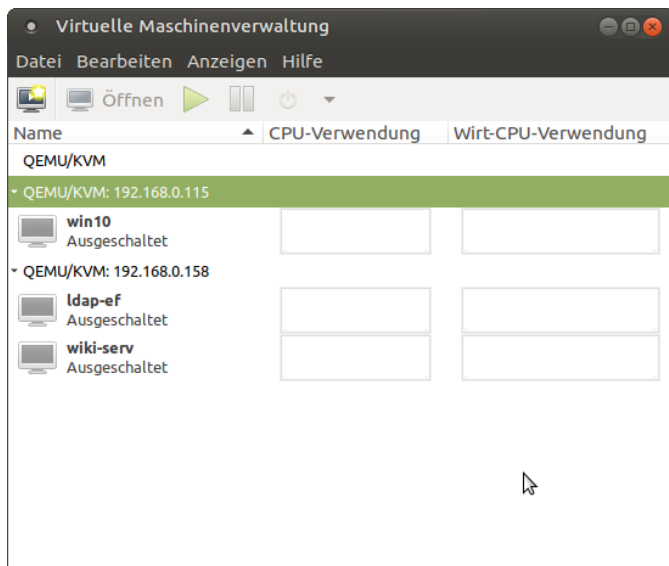 Virtuelle Maschinenverwaltung
Datei Bearbeiten Anzeigen Hilfe
Öffnen
Name CPU-Verwendung Wirt-CPU-Verwendung
QEMU/KVM
QEMU/KVM: 192.168.0.115
win10
Ausgeschaltet
QEMU/KVM: 192.168.0.158
ldap-ef
Ausgeschaltet
wiki-serv
Ausgeschaltet